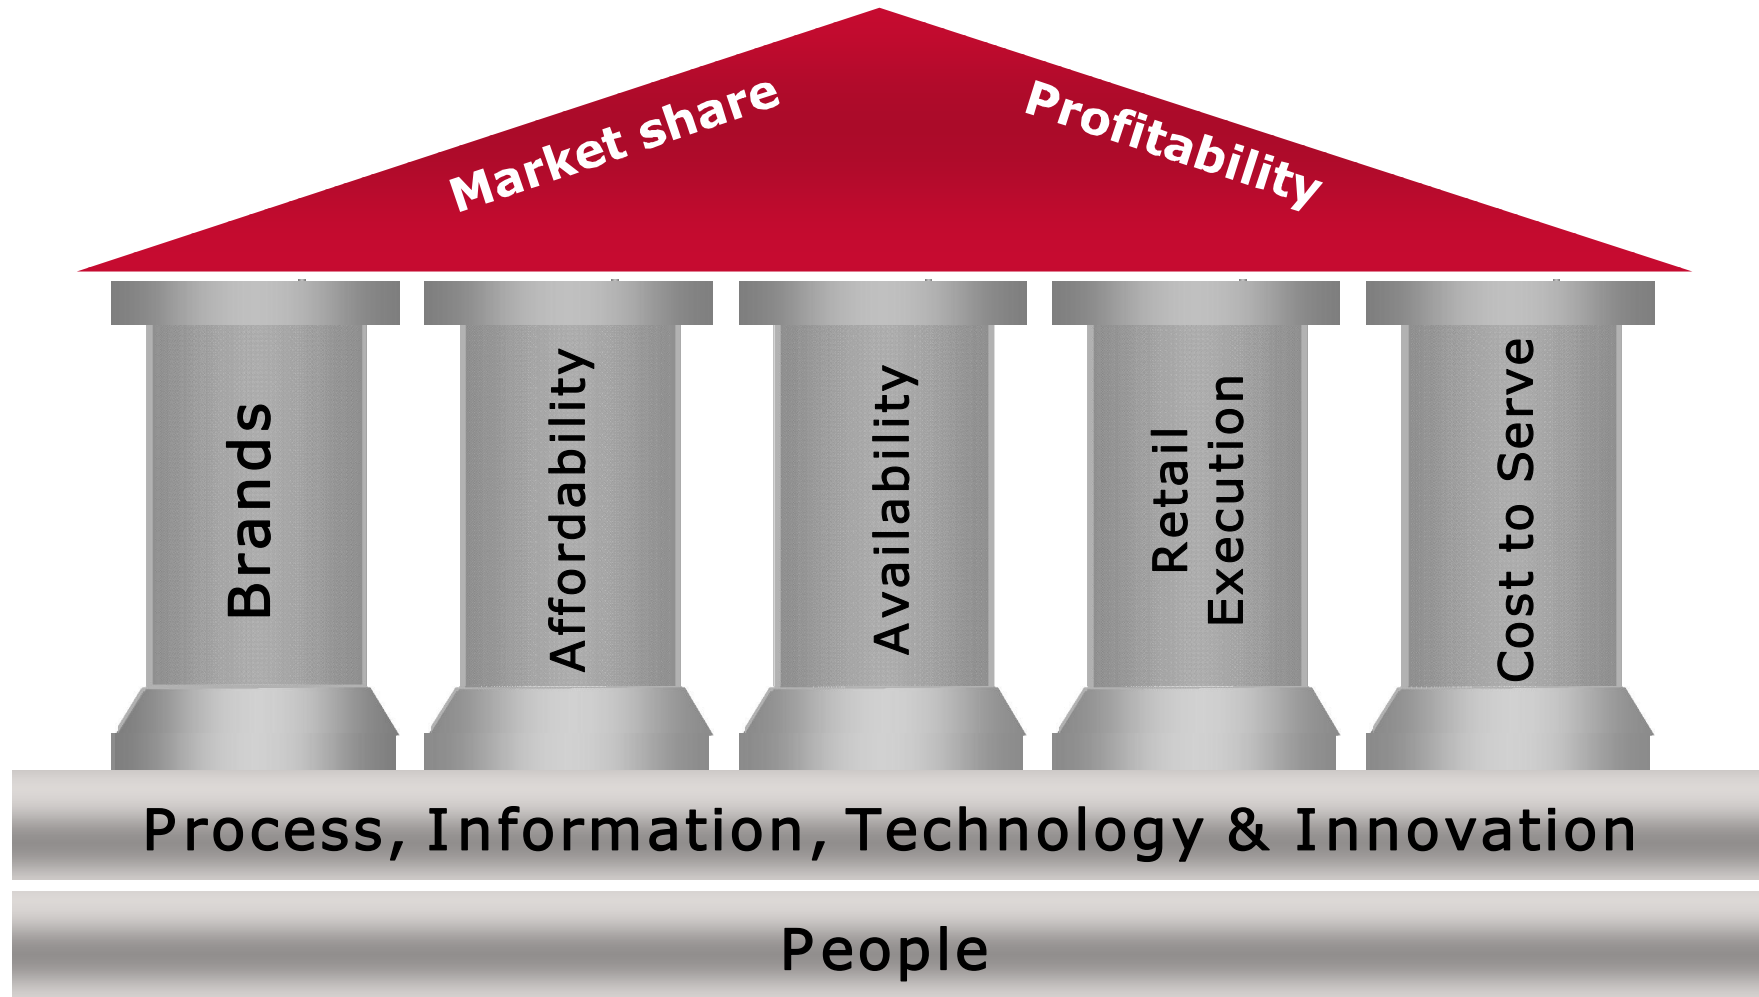 Market share
Profitability
Brands
Affordability
Availability
Retail
Execution
Cost to Serve
Process, Information, Technology & Innovation
People